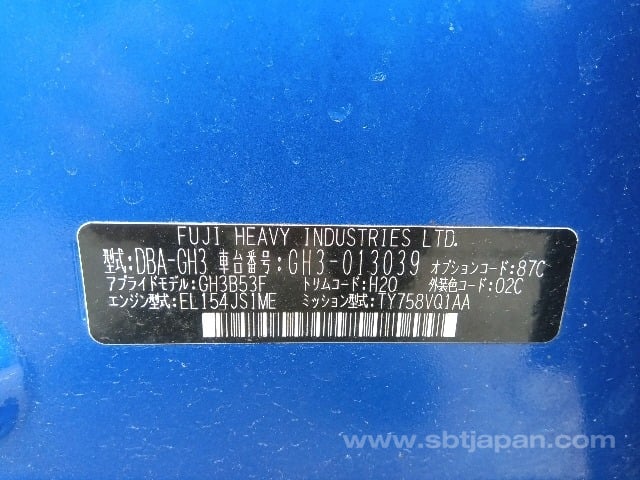 FUJI HEAVY INDUSTRIES LTD.
型式:DBA-GH3 車台番号:GH3-013039 オプションコード:87C
アプライドモデル:GH3B53F トリムコード:H20 外装色コード:02C
エンジン型式:EL154JS1ME ミッション型式:TY758VQ1AA
www.sbtjapan.com